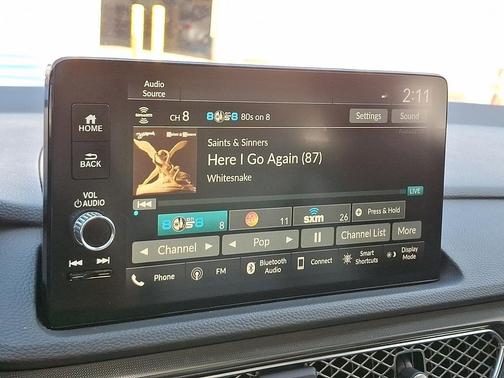 Audio
Source
2:11
HOME
BACK
VOL
AUDIO
CH 8
80s on 8
Settings
Sound
Saints & Sinners
Here I Go Again (87)
Whitesnake
LIVE
8
11
sxm
26
Press & Hold
Channel
Pop
Channel List
More
Phone
FM
Bluetooth
Audio
Connect
Smart
Shortcuts
Display
Mode